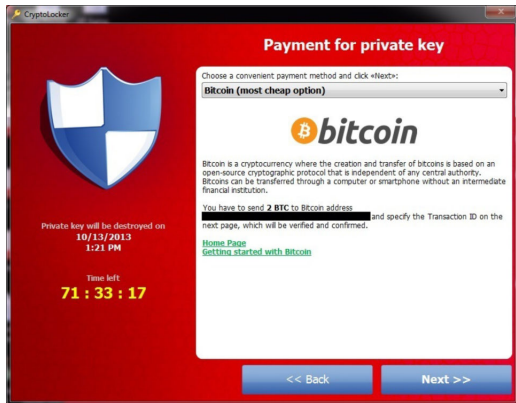 CryptoLocker
Payment for private key
Choose a convenient payment method and click «Next»:
Bitcoin (most cheap option)
bitcoin
Bitcoin is a cryptocurrency where the creation and transfer of bitcoins is based on an
open-source cryptographic protocol that is independent of any central authority.
Bitcoins can be transferred through a computer or smartphone without an intermediate
financial institution.
You have to send 2 BTC to Bitcoin address
and specify the Transaction ID on the
next page, which will be verified and confirmed.
Home Page
Getting started with Bitcoin
Private key will be destroyed on
10/13/2013
1:21 PM
Time left
71 : 33 : 17
<< Back
Next >>